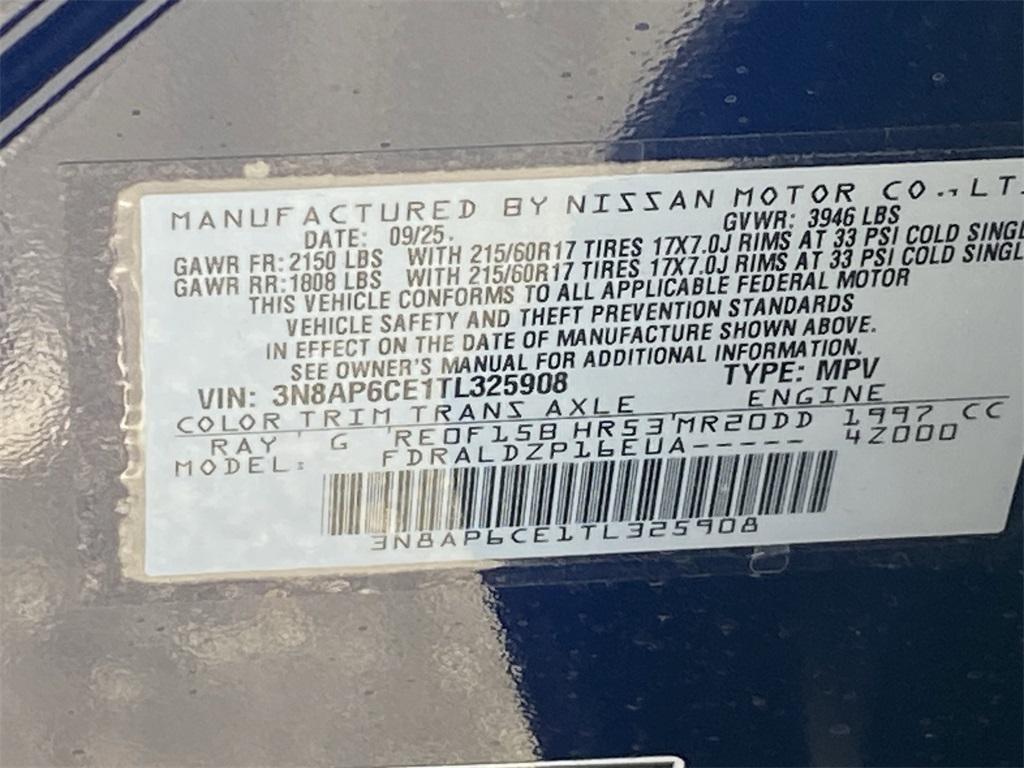 MANUFACTURED BY NISSAN MOTOR CO., LT
DATE: 09/25. GVWR: 3946 LBS
GAWR FR: 2150 LBS WITH 215/60R17 TIRES 17X7.0J RIMS AT 33 PSI COLD SINGL
GAWR RR: 1808 LBS WITH 215/60R17 TIRES 17X7.0J RIMS AT 33 PSI COLD SINGL
THIS VEHICLE CONFORMS TO ALL APPLICABLE FEDERAL MOTOR
VEHICLE SAFETY AND THEFT PREVENTION STANDARDS
IN EFFECT ON THE DATE OF MANUFACTURE SHOWN ABOVE.
SEE OWNER'S MANUAL FOR ADDITIONAL INFORMATION.
VIN: 3N8AP6CE1TL325908 TYPE: MPV
COLOR TRIM TRANS AXLE ENGINE
RAY ' G 'RE0F15B HR53'MR20DD 1997 CC
MODEL: FDRALDZP16EUA----- 4Z000
3N8AP6CE1TL325908